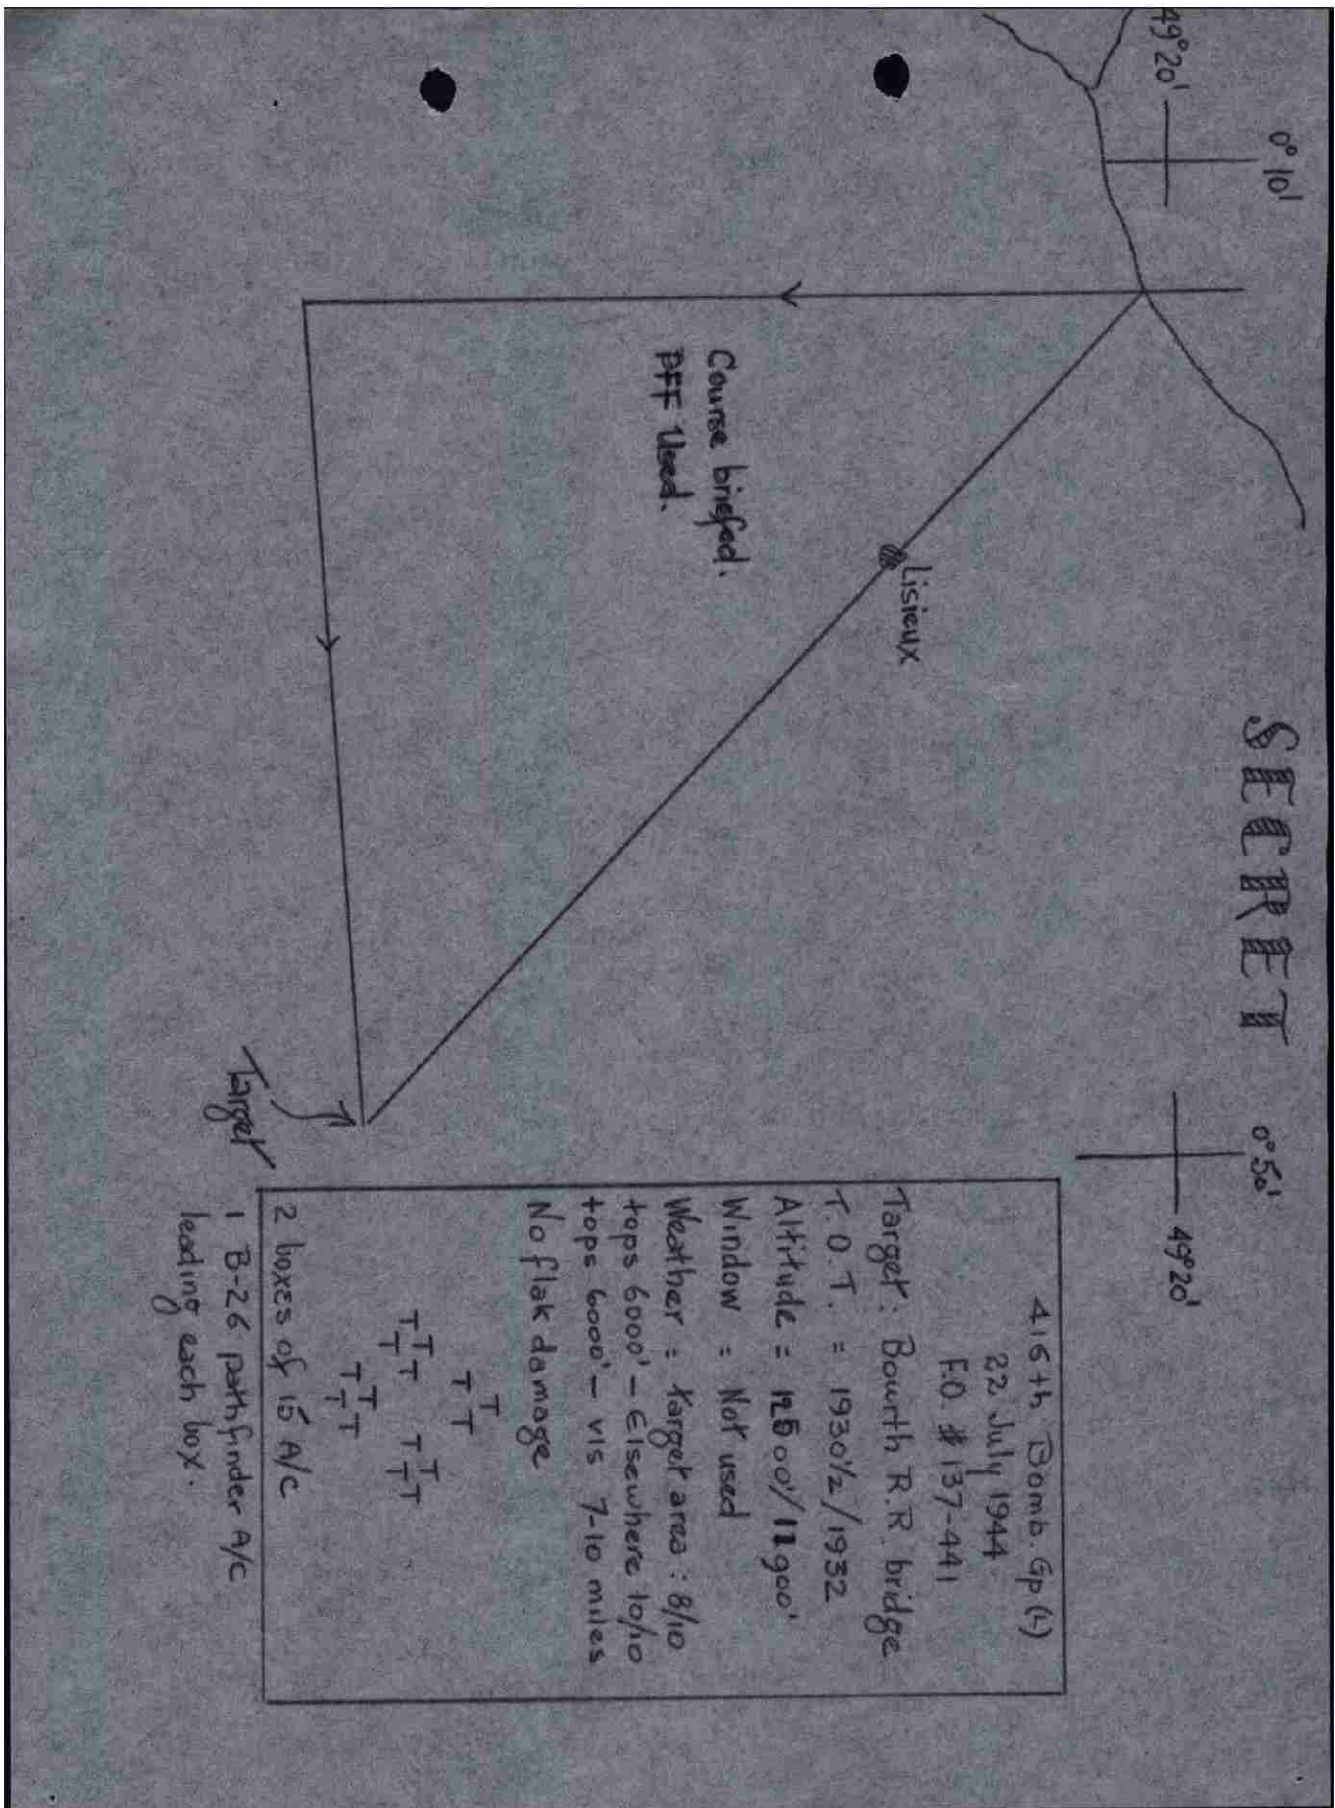 SECRET
0° 10'
49° 20'
0° 50'
49° 20'
Lisieux
Course briefed.
PFF Used.
Target
416th Bomb. Gp (L)
22 July 1944
F.O. # 137-441
Target : Bourth R.R. bridge
T.O.T. = 1930½/1932
Altitude = 12500'/11900'
Window = Not used
Weather = target area : 8/10
tops 6000' - Elsewhere 10/10
tops 6000' - vis 7-10 miles
No flak damage
T
T T
T T
T T T T
T T T
T T
T T
2 boxes of 15 A/c
1 B-26 pathfinder A/c
leading each box.